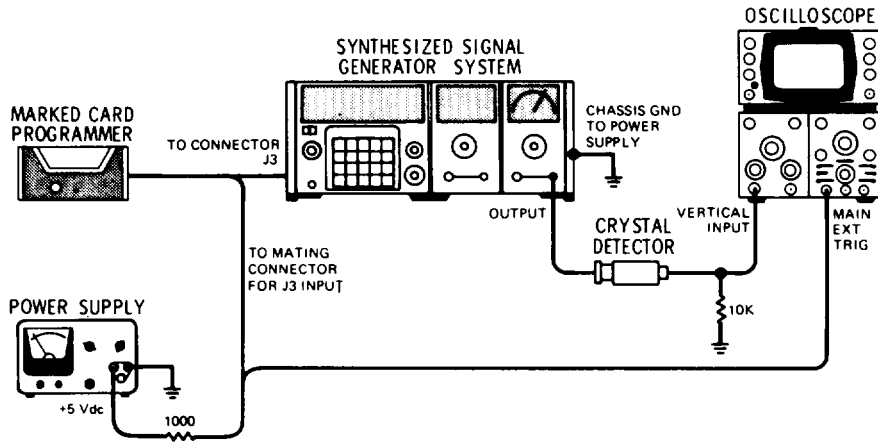 OSCILLOSCOPE
SYNTHESIZED SIGNAL
GENERATOR SYSTEM
MARKED CARD
PROGRAMMER
TO CONNECTOR
J3
CHASSIS GND
TO POWER
SUPPLY
OUTPUT
CRYSTAL
DETECTOR
VERTICAL
INPUT
MAIN
EXT
TRIG
TO MATING
CONNECTOR
FOR J3 INPUT
10K
POWER SUPPLY
+5 Vdc
1000